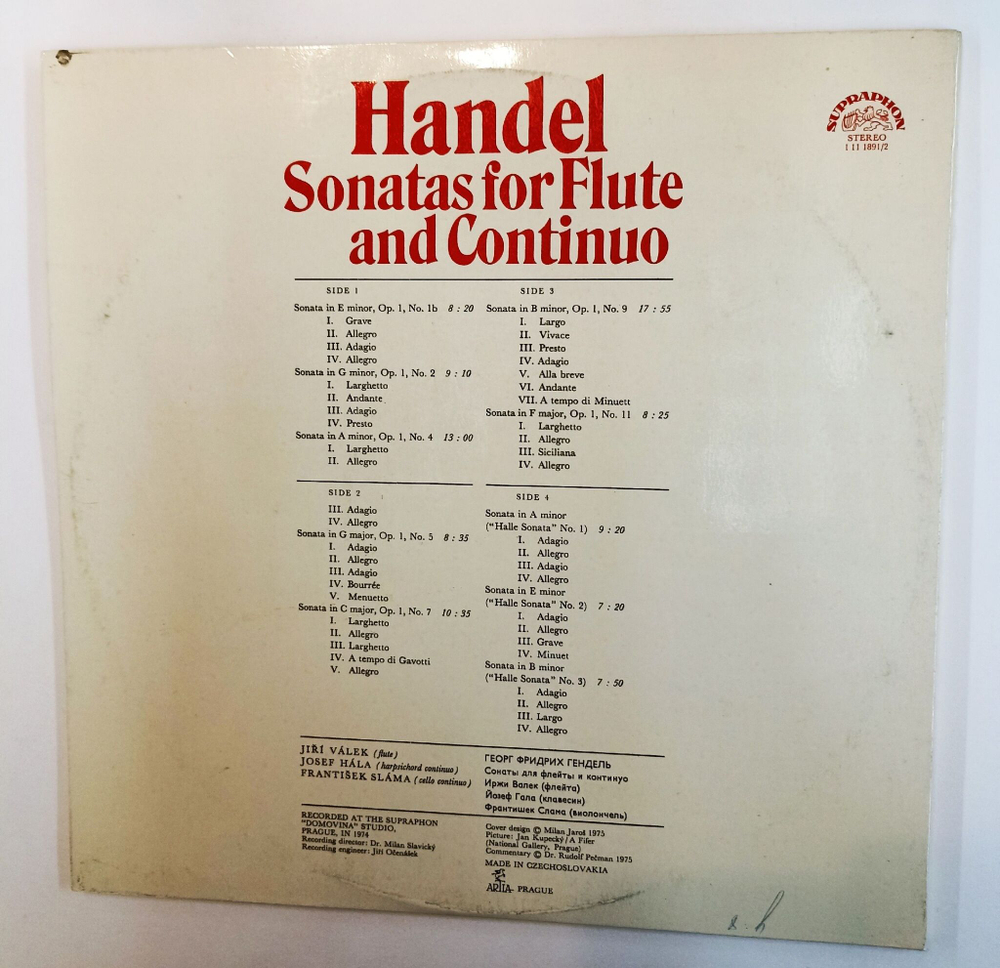 Handel
Sonatas for Flute
and Continuo
SUPRAPHON
STEREO
1 11 1891/2
SIDE 1
Sonata in E minor, Op. 1, No. 1b 8 : 20
I. Grave
II. Allegro
III. Adagio
IV. Allegro
Sonata in G minor, Op. 1, No. 2 9 : 10
I. Larghetto
II. Andante
III. Adagio
IV. Presto
Sonata in A minor, Op. 1, No. 4 13 : 00
I. Larghetto
II. Allegro
SIDE 2
III. Adagio
IV. Allegro
Sonata in G major, Op. 1, No. 5 8 : 35
I. Adagio
II. Allegro
III. Adagio
IV. Bourrée
V. Menuetto
Sonata in C major, Op. 1, No. 7 10 : 35
I. Larghetto
II. Allegro
III. Larghetto
IV. A tempo di Gavotti
V. Allegro
SIDE 3
Sonata in B minor, Op. 1, No. 9 17 : 55
I. Largo
II. Vivace
III. Presto
IV. Adagio
V. Alla breve
VI. Andante
VII. A tempo di Minuett
Sonata in F major, Op. 1, No. 11 8 : 25
I. Larghetto
II. Allegro
III. Siciliana
IV. Allegro
SIDE 4
Sonata in A minor
("Halle Sonata" No. 1) 9 : 20
I. Adagio
II. Allegro
III. Adagio
IV. Allegro
Sonata in E minor
("Halle Sonata" No. 2) 7 : 20
I. Adagio
II. Allegro
III. Grave
IV. Minuet
Sonata in B minor
("Halle Sonata" No. 3) 7 : 50
I. Adagio
II. Allegro
III. Largo
IV. Allegro
JIŘÍ VÁLEK (flute)
JOSEF HÁLA (harpsichord continuo)
FRANTIŠEK SLÁMA (cello continuo)
RECORDED AT THE SUPRAPHON
"DOMOVINA" STUDIO,
PRAGUE, IN 1974
Recording director: Dr. Milan Slavický
Recording engineer: Jiří Očenášek
ГЕОРГ ФРИДРИХ ГЕНДЕЛЬ
Сонаты для флейты и континуо
Иржи Валек (флейта)
Йозеф Гала (клавесин)
Франтишек Слама (виолончель)
Cover design © Milan Jaroš 1975
Picture: Jan Kupecký / A Fifer
(National Gallery, Prague)
Commentary © Dr. Rudolf Pečman 1975
MADE IN CZECHOSLOVAKIA
ARTIA PRAGUE